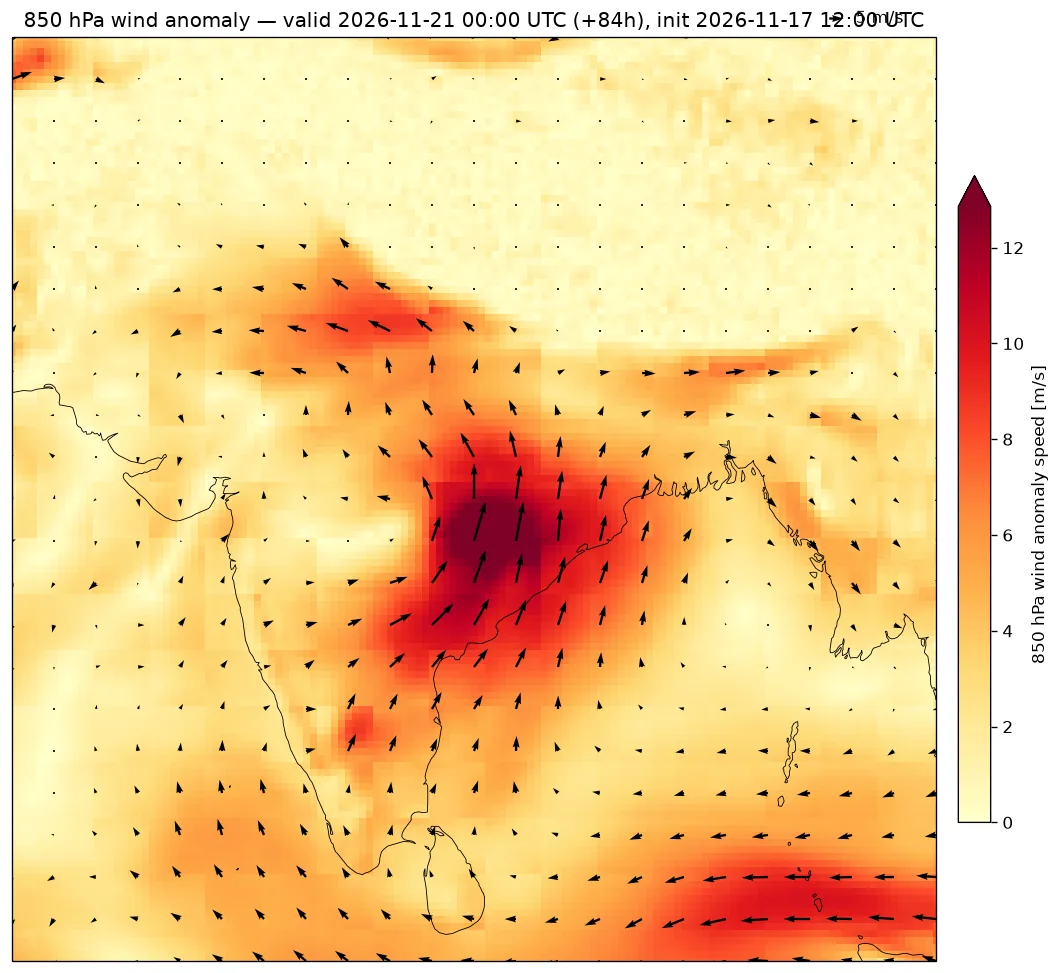 850 hPa wind anomaly — valid 2026-11-21 00:00 UTC (+84h), init 2026-11-17 12:00 UTC
5 m/s
12
10
8
6
4
2
0
850 hPa wind anomaly speed [m/s]